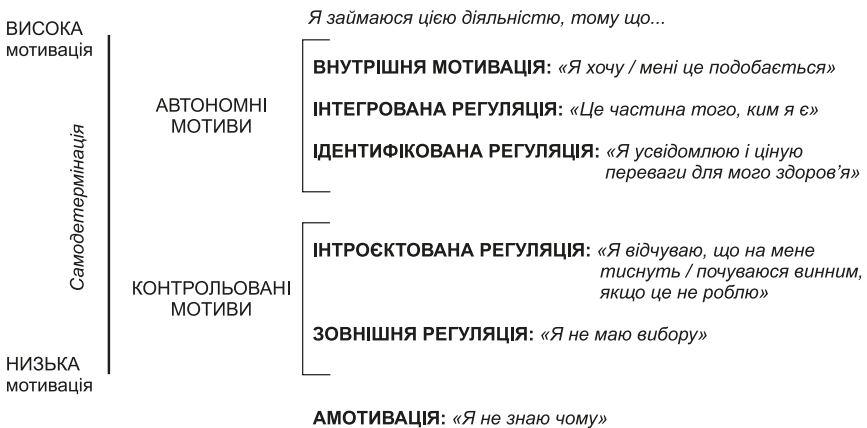 Я займаюся цією діяльністю, тому що...
ВИСОКА
мотивація
Самодетермінація
НИЗЬКА
мотивація
АВТОНОМНІ
МОТИВИ
ВНУТРІШНЯ МОТИВАЦІЯ: «Я хочу / мені це подобається»
ІНТЕГРОВАНА РЕГУЛЯЦІЯ: «Це частина того, ким я є»
ІДЕНТИФІКОВАНА РЕГУЛЯЦІЯ: «Я усвідомлюю і ціную
переваги для мого здоров’я»
КОНТРОЛЬОВАНІ
МОТИВИ
ІНТРОЄКТОВАНА РЕГУЛЯЦІЯ: «Я відчуваю, що на мене
тиснуть / почуваюся винним,
якщо це не роблю»
ЗОВНІШНЯ РЕГУЛЯЦІЯ: «Я не маю вибору»
АМОТИВАЦІЯ: «Я не знаю чому»